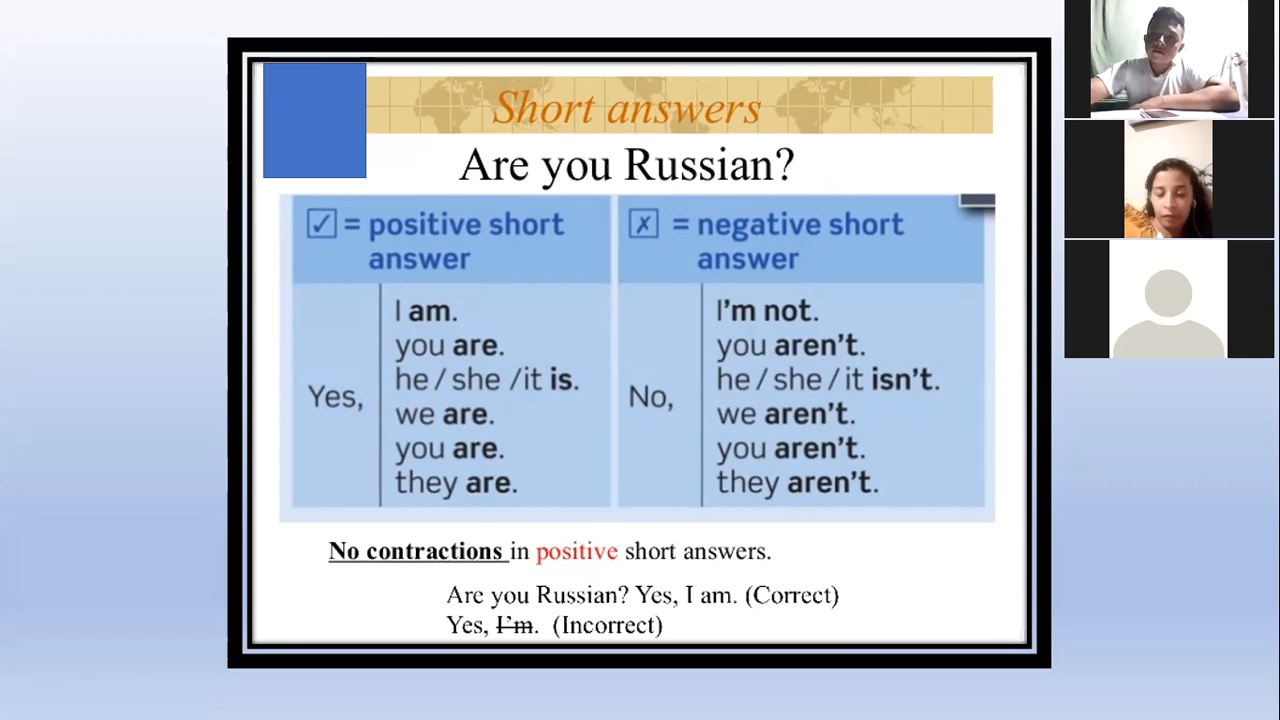 Short answers
Are you Russian?
✓ = positive short
answer
✗ = negative short
answer
Yes,
I am.
you are.
he / she / it is.
we are.
you are.
they are.
No,
I'm not.
you aren't.
he / she / it isn't.
we aren't.
you aren't.
they aren't.
No contractions in positive short answers.
Are you Russian? Yes, I am. (Correct)
Yes, I'm. (Incorrect)